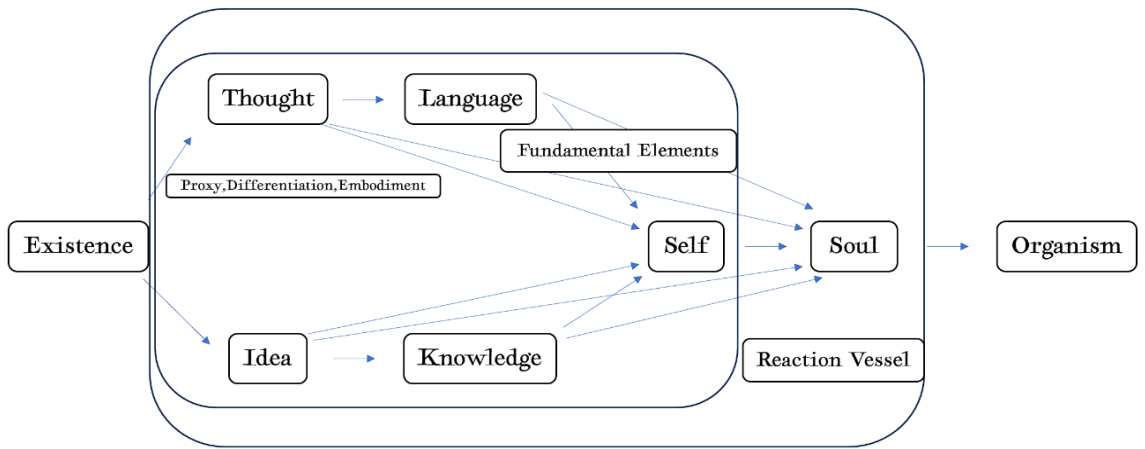 Thought
Language
Fundamental Elements
Proxy,Differentiation,Embodiment
Existence
Self
Soul
Organism
Idea
Knowledge
Reaction Vessel